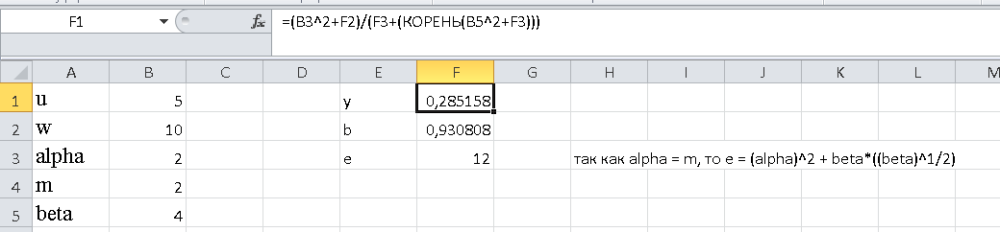 F1 fx =(B3^2+F2)/(F3+(КОРЕНЬ(B5^2+F3)))
A B C D E F G H I J K L M
1 u 5 y 0,285158
2 w 10 b 0,930808
3 alpha 2 e 12 так как alpha = m, то e = (alpha)^2 + beta*((beta)^1/2)
4 m 2
5 beta 4